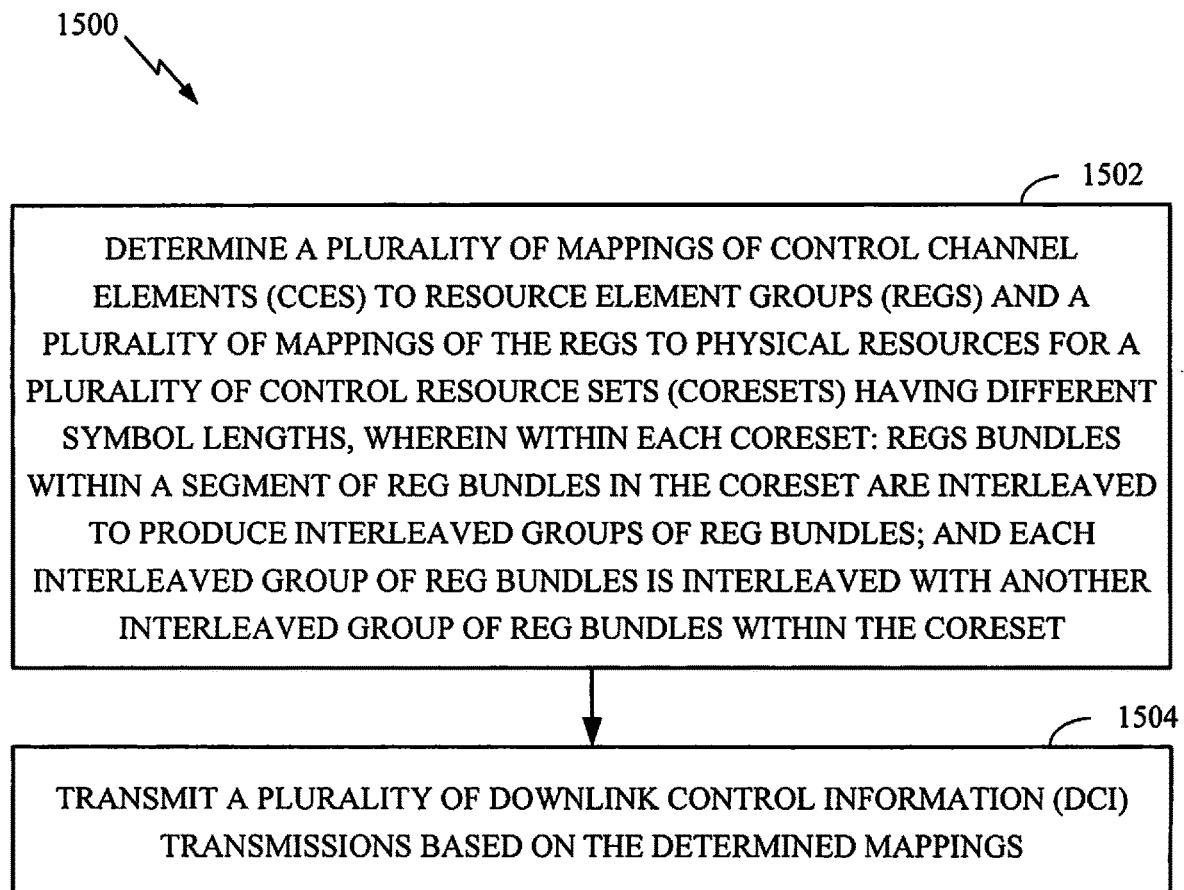 1500
1502
DETERMINE A PLURALITY OF MAPPINGS OF CONTROL CHANNEL
ELEMENTS (CCES) TO RESOURCE ELEMENT GROUPS (REGS) AND A
PLURALITY OF MAPPINGS OF THE REGS TO PHYSICAL RESOURCES FOR A
PLURALITY OF CONTROL RESOURCE SETS (CORESETS) HAVING DIFFERENT
SYMBOL LENGTHS, WHEREIN WITHIN EACH CORESET: REGS BUNDLES
WITHIN A SEGMENT OF REG BUNDLES IN THE CORESET ARE INTERLEAVED
TO PRODUCE INTERLEAVED GROUPS OF REG BUNDLES; AND EACH
INTERLEAVED GROUP OF REG BUNDLES IS INTERLEAVED WITH ANOTHER
INTERLEAVED GROUP OF REG BUNDLES WITHIN THE CORESET
1504
TRANSMIT A PLURALITY OF DOWNLINK CONTROL INFORMATION (DCI)
TRANSMISSIONS BASED ON THE DETERMINED MAPPINGS